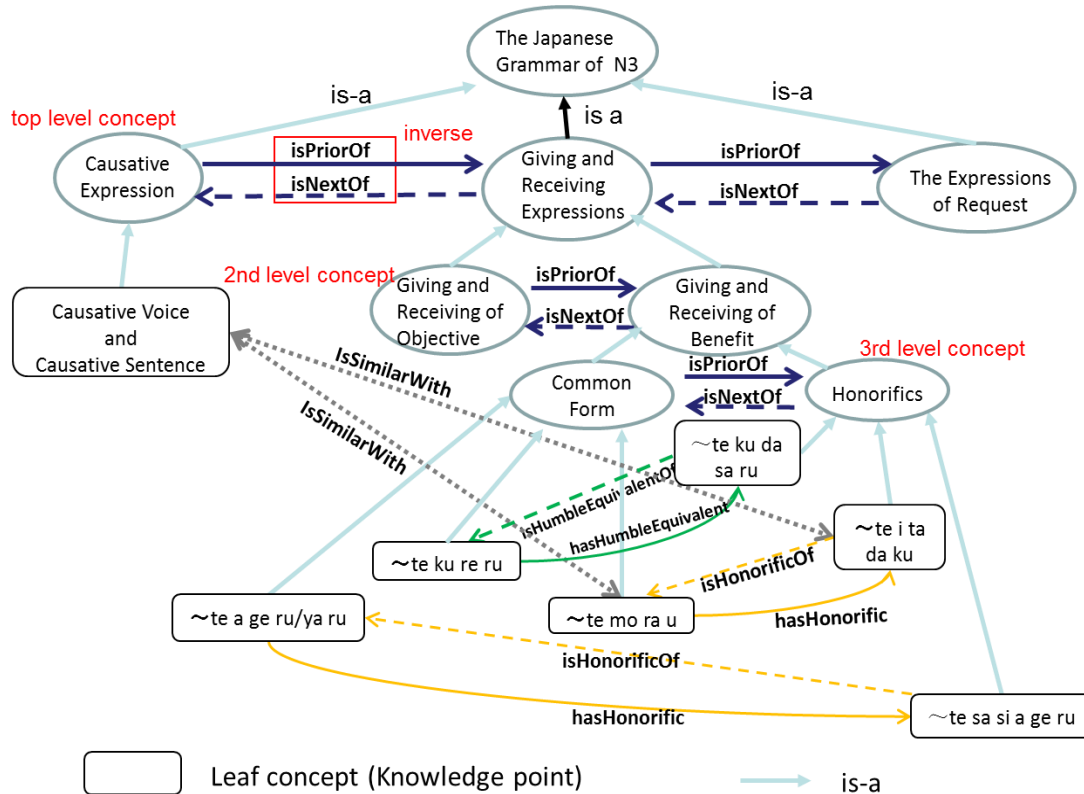 The Japanese
Grammar of N3
is-a
is a
is-a
top level concept
inverse
Causative
Expression
isPriorOf
isNextOf
Giving and
Receiving
Expressions
isPriorOf
isNextOf
The Expressions
of Request
2nd level concept
Giving and
Receiving of
Objective
isPriorOf
isNextOf
Giving and
Receiving of
Benefit
Causative Voice
and
Causative Sentence
3rd level concept
IsSimilarWith
IsSimilarWith
Common
Form
isPriorOf
isNextOf
Honorifics
~te ku da
sa ru
isHumbleEquivalentOf
hasHumbleEquivalent
~te i ta
da ku
~te ku re ru
isHonorificOf
~te a ge ru/ya ru
~te mo ra u
hasHonorific
isHonorificOf
hasHonorific
~te sa si a ge ru
Leaf concept (Knowledge point)
is-a